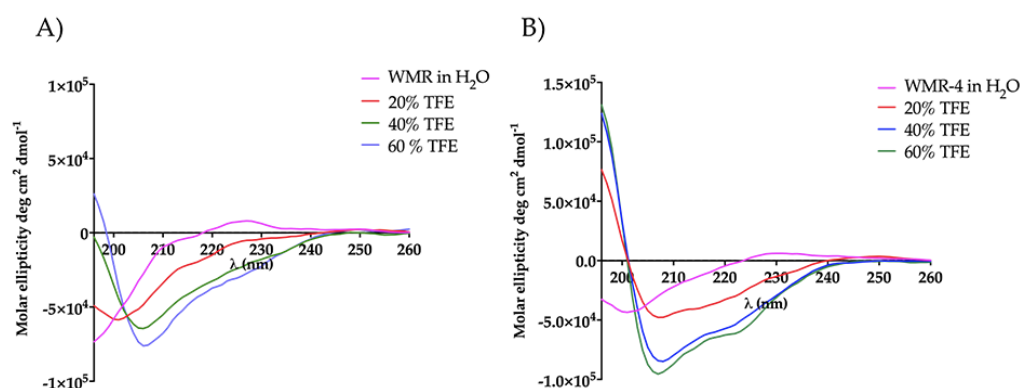 A)
Molar ellipticity deg cm² dmol⁻¹
1×10⁵
5×10⁴
0
-5×10⁴
-1×10⁵
200
210
220
230
240
250
260
λ (nm)
WMR in H₂O
20% TFE
40% TFE
60 % TFE
B)
Molar ellipticity deg cm² dmol⁻¹
1.5×10⁵
1.0×10⁵
5.0×10⁴
0.0
-5.0×10⁴
-1.0×10⁵
200
210
220
230
240
250
260
λ (nm)
WMR-4 in H₂O
20% TFE
40% TFE
60% TFE